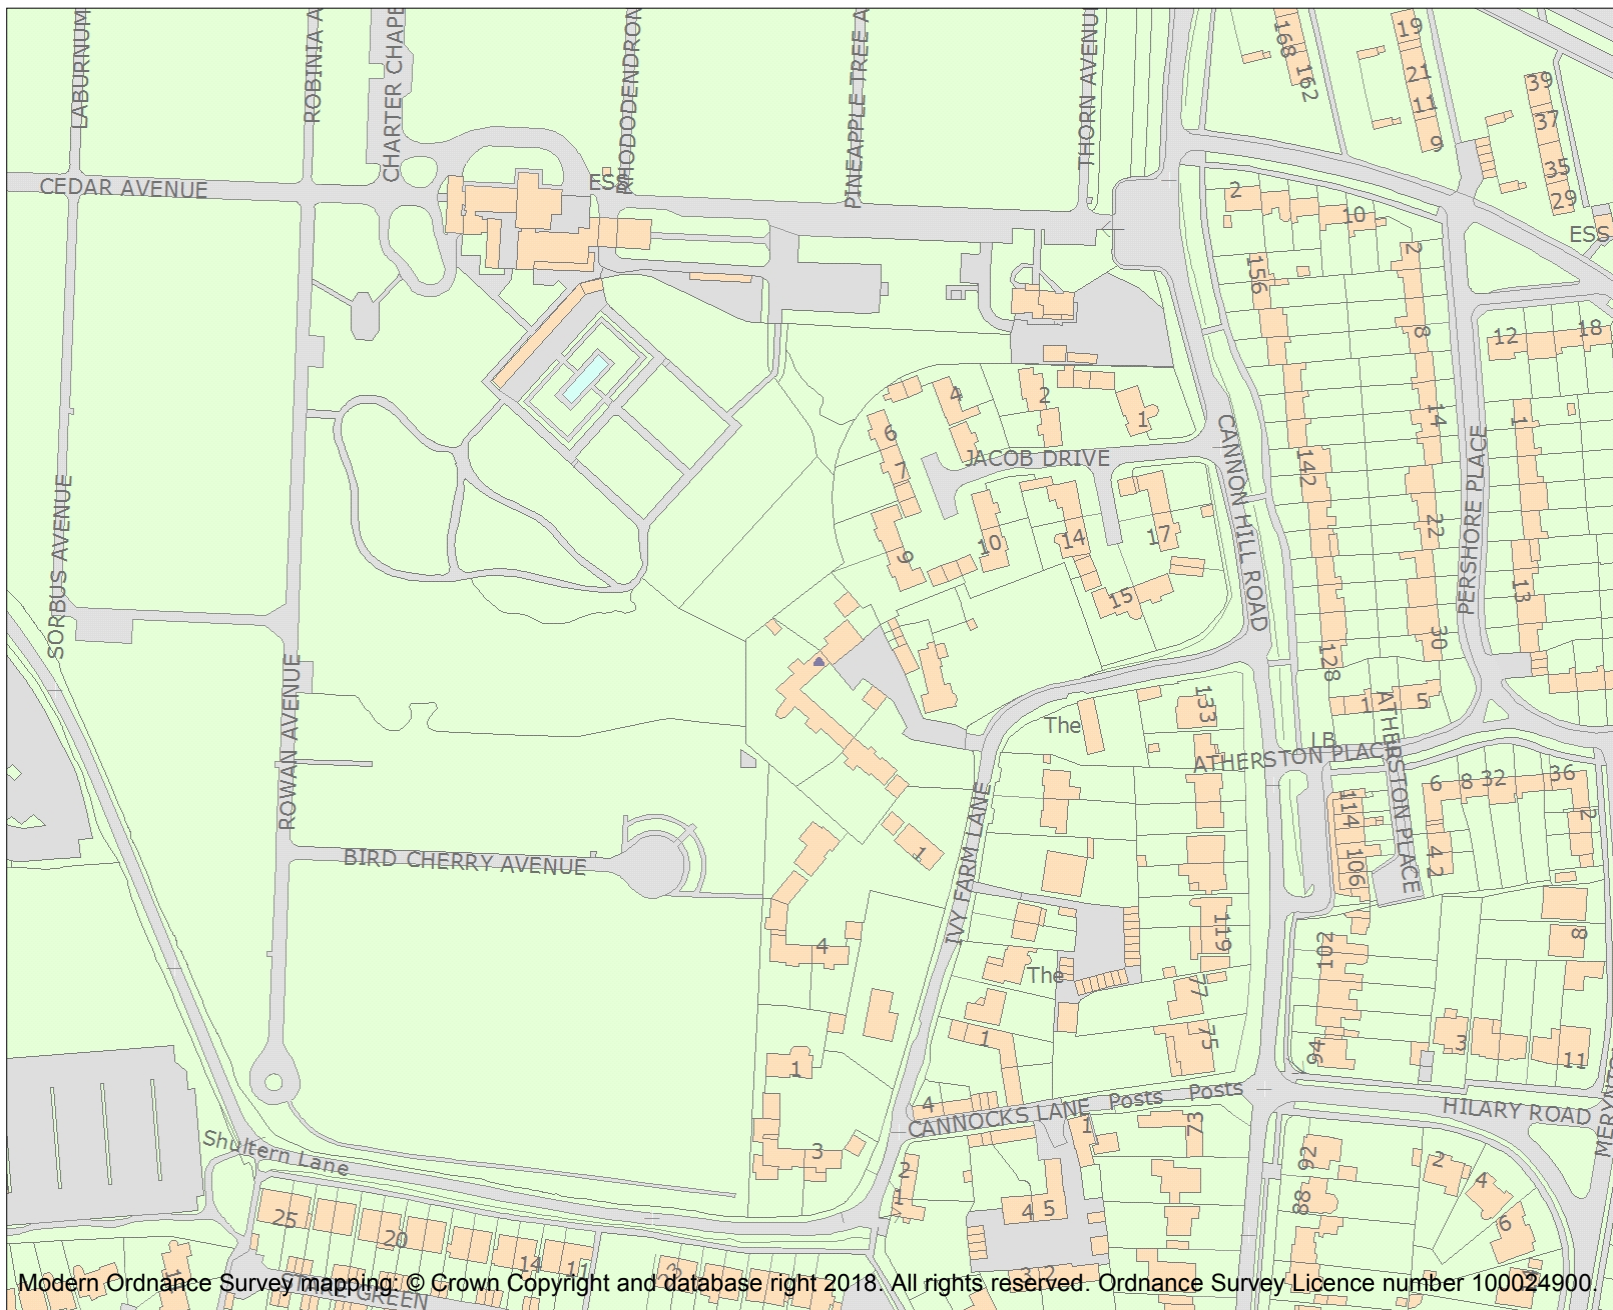 LABURNUM
ROBINIA A
CHARTER CHAPE
RHODODENDRON
PINEAPPLE TREE A
THORN AVENU
168
162
19
21
11
9
39
37
35
29
ESS
CEDAR AVENUE
ESS
2
10
156
2
8
12
18
4
2
1
6
7
JACOB DRIVE
CANNON HILL ROAD
142
14
22
30
PERSHORE PLACE
1
13
SORBUS AVENUE
9
10
14
17
15
128
ROWAN AVENUE
The
133
1
5
LB
ATHERSTON PLACE
ATHERSTON PLACE
6
8
32
36
2
114
106
4
2
BIRD CHERRY AVENUE
1
IVY FARM LANE
4
119
102
8
The
77
75
1
94
3
11
1
4
CANNOCKS LANE
Posts
Posts
HILARY ROAD
Shultern Lane
3
1
73
2
1
92
88
2
4
6
25
20
14
11
4
5
3
2
Modern Ordnance Survey mapping: © Crown Copyright and database right 2018. All rights reserved. Ordnance Survey Licence number 100024900.
GREEN